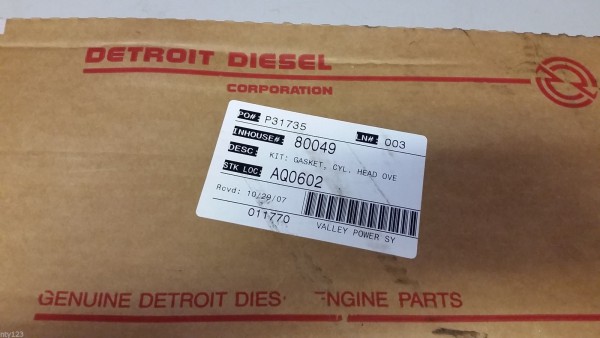 DETROIT DIESEL
CORPORATION
PO#: P31735 LN#: 003
INHOUSE#: 80049
DESC: KIT: GASKET, CYL. HEAD OVE
STK LOC: AQ0602
Rcvd: 10/29/07
011770
VALLEY POWER SY
GENUINE DETROIT DIES ENGINE PARTS
nty123